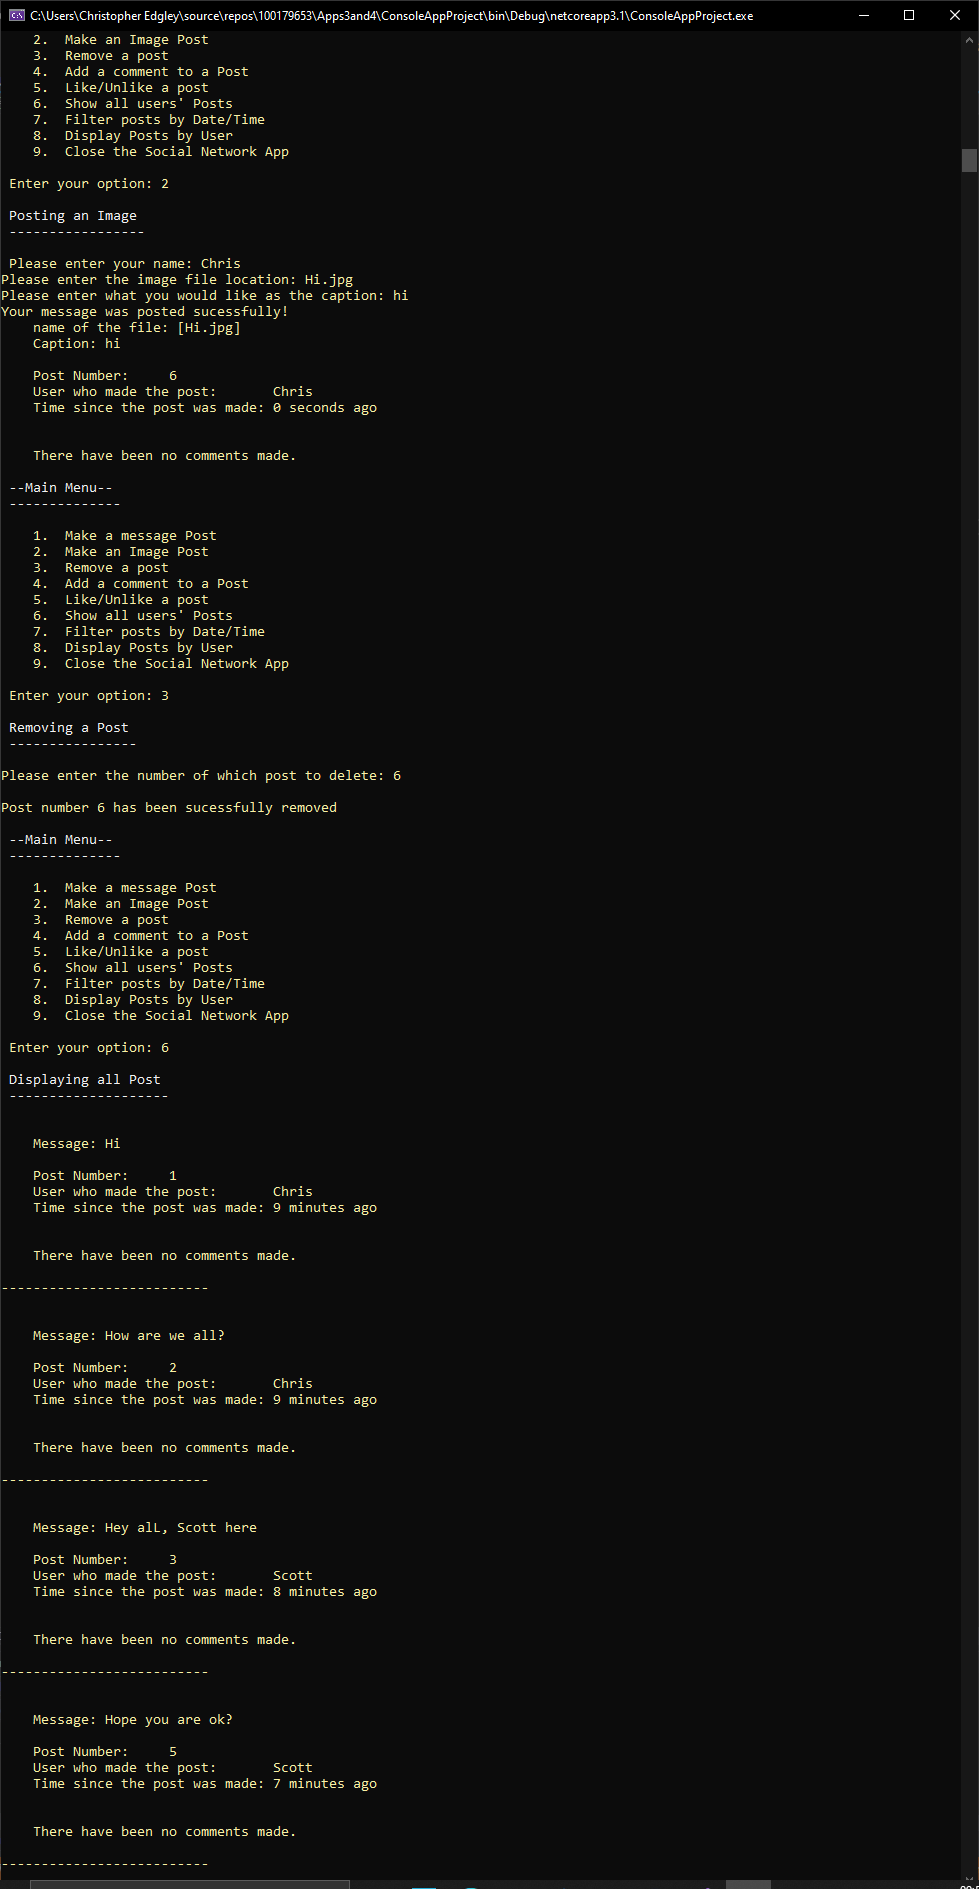 C:\Users\Christopher Edgley\source\repos\100179653\Apps3and4\ConsoleAppProject\bin\Debug\netcoreapp3.1\ConsoleAppProject.exe
2. Make an Image Post
3. Remove a post
4. Add a comment to a Post
5. Like/Unlike a post
6. Show all users' Posts
7. Filter posts by Date/Time
8. Display Posts by User
9. Close the Social Network App
Enter your option: 2
Posting an Image
-----------------
Please enter your name: Chris
Please enter the image file location: Hi.jpg
Please enter what you would like as the caption: hi
Your message was posted sucessfully!
name of the file: [Hi.jpg]
Caption: hi
Post Number: 6
User who made the post: Chris
Time since the post was made: 0 seconds ago
There have been no comments made.
--Main Menu--
--------------
1. Make a message Post
2. Make an Image Post
3. Remove a post
4. Add a comment to a Post
5. Like/Unlike a post
6. Show all users' Posts
7. Filter posts by Date/Time
8. Display Posts by User
9. Close the Social Network App
Enter your option: 3
Removing a Post
----------------
Please enter the number of which post to delete: 6
Post number 6 has been sucessfully removed
--Main Menu--
--------------
1. Make a message Post
2. Make an Image Post
3. Remove a post
4. Add a comment to a Post
5. Like/Unlike a post
6. Show all users' Posts
7. Filter posts by Date/Time
8. Display Posts by User
9. Close the Social Network App
Enter your option: 6
Displaying all Post
--------------------
Message: Hi
Post Number: 1
User who made the post: Chris
Time since the post was made: 9 minutes ago
There have been no comments made.
--------------------------
Message: How are we all?
Post Number: 2
User who made the post: Chris
Time since the post was made: 9 minutes ago
There have been no comments made.
--------------------------
Message: Hey alL, Scott here
Post Number: 3
User who made the post: Scott
Time since the post was made: 8 minutes ago
There have been no comments made.
--------------------------
Message: Hope you are ok?
Post Number: 5
User who made the post: Scott
Time since the post was made: 7 minutes ago
There have been no comments made.
--------------------------